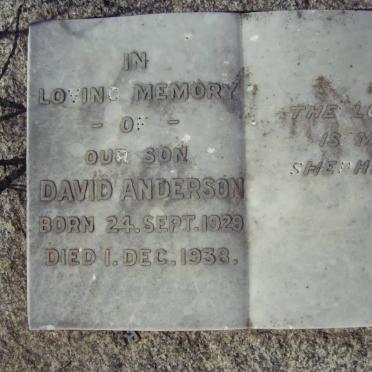 IN
LOVING MEMORY
- OF -
OUR SON
DAVID ANDERSON
BORN 24. SEPT. 1929
DIED 1. DEC. 1938.
THE LO
IS M
SHEPHE